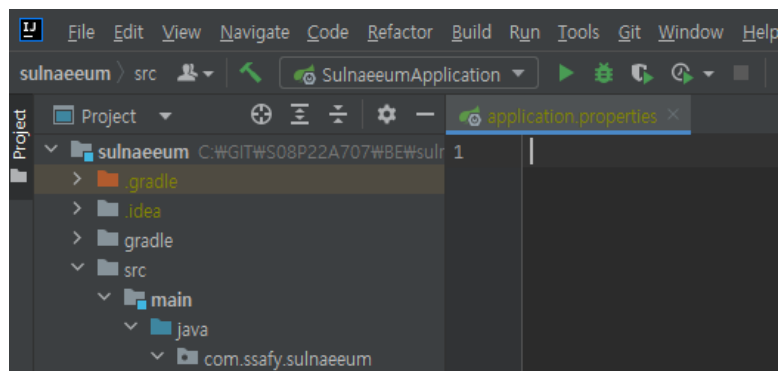 IJ File Edit View Navigate Code Refactor Build Run Tools Git Window Help
sulnaeeum src SulnaeeumApplication
Project
Project application.properties
sulnaeeum C:₩GIT₩S08P22A707₩BE₩suln 1
.gradle
.idea
gradle
src
main
java
com.ssafy.sulnaeeum